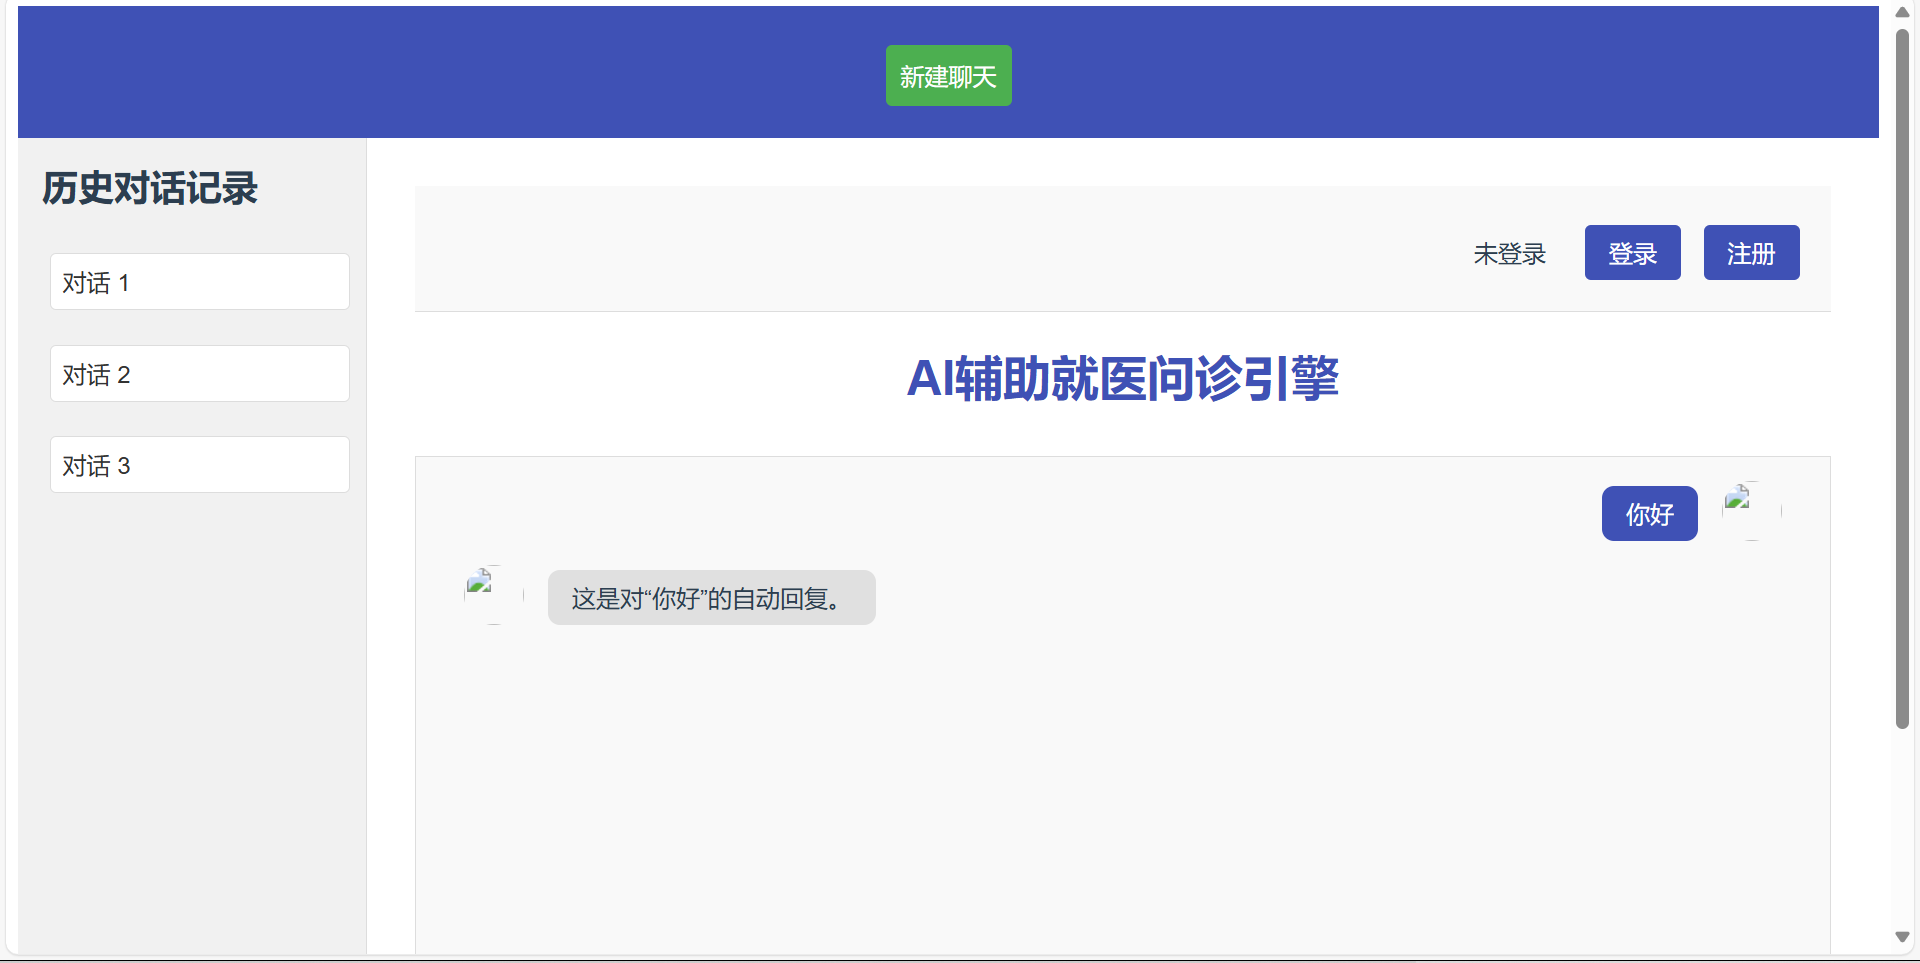 新建聊天
历史对话记录
对话 1
对话 2
对话 3
未登录 登录 注册
AI辅助就医问诊引擎
你好
这是对“你好”的自动回复。